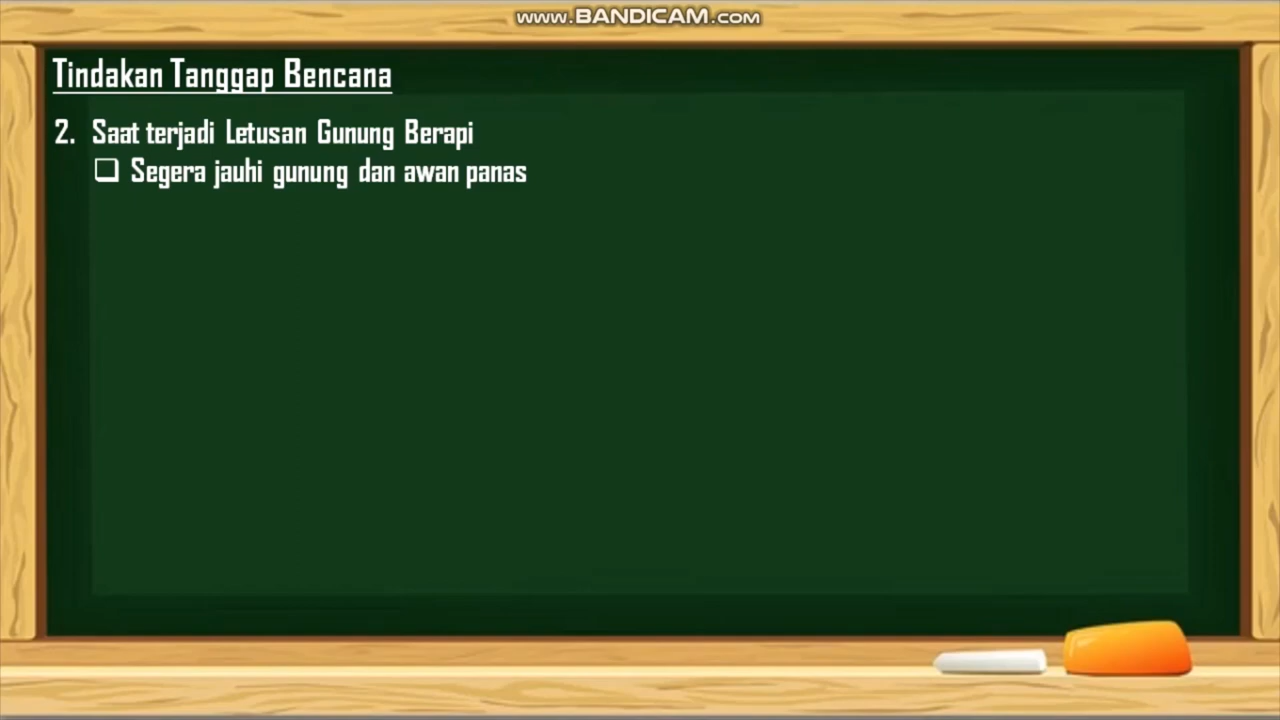 www.BANDICAM.com
Tindakan Tanggap Bencana
2. Saat terjadi Letusan Gunung Berapi
❑ Segera jauhi gunung dan awan panas